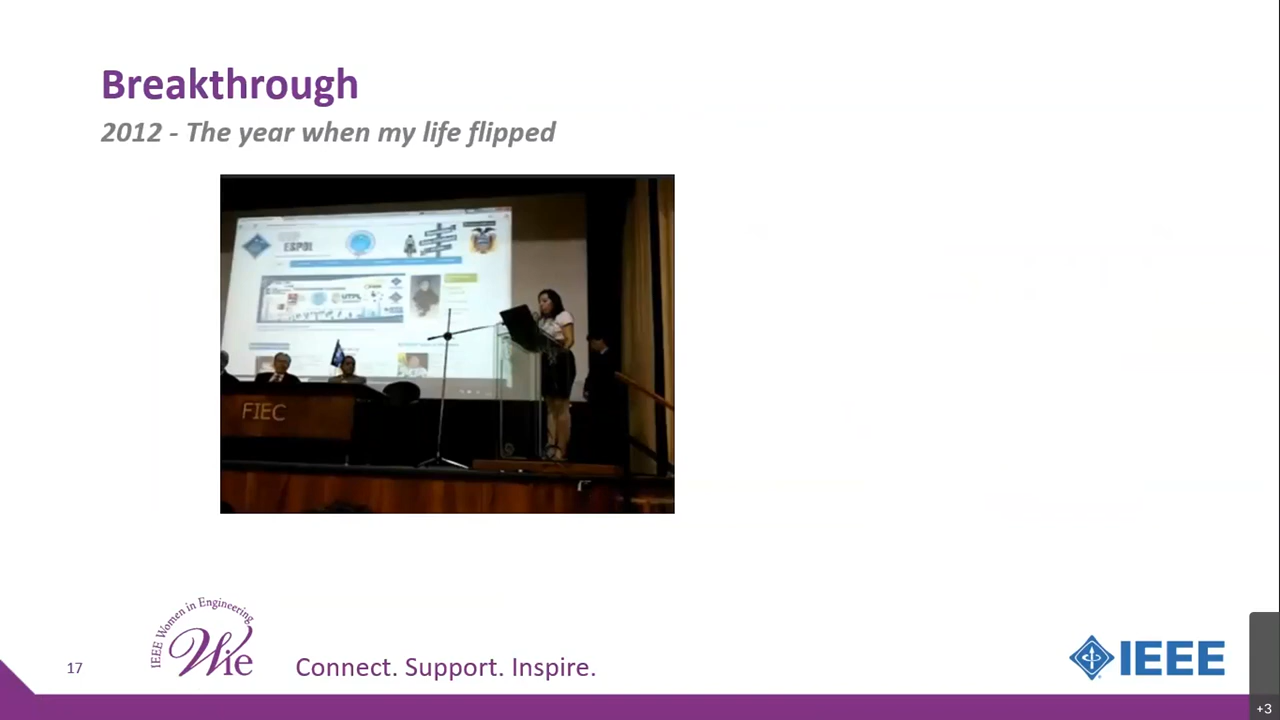 Breakthrough
2012 - The year when my life flipped
ESPOL
UTPL
FIEC
IEEE Women in Engineering
WIE
17
Connect. Support. Inspire.
IEEE
+3